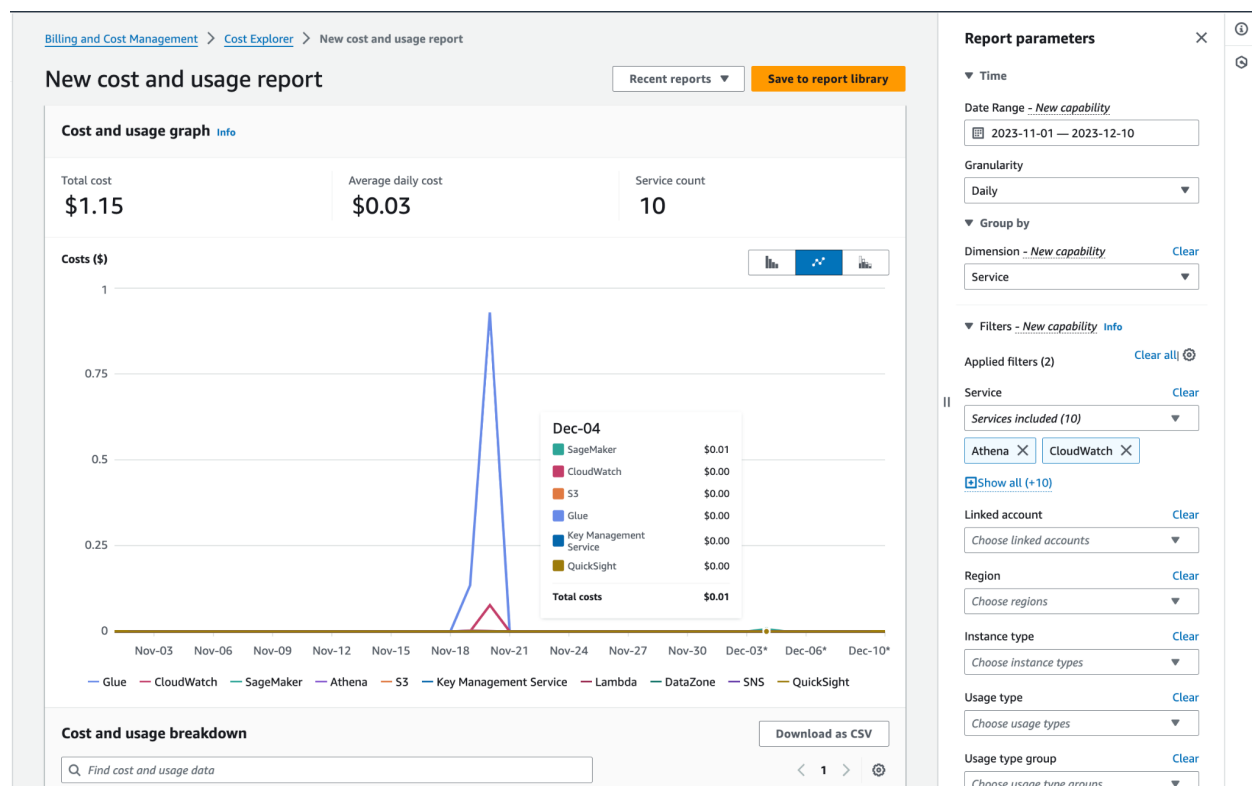 Billing and Cost Management > Cost Explorer > New cost and usage report
New cost and usage report
Recent reports
Save to report library
Cost and usage graph Info
Total cost
$1.15
Average daily cost
$0.03
Service count
10
Costs ($)
1
0.75
0.5
0.25
0
Dec-04
SageMaker $0.01
CloudWatch $0.00
S3 $0.00
Glue $0.00
Key Management
Service $0.00
QuickSight $0.00
Total costs $0.01
Nov-03 Nov-06 Nov-09 Nov-12 Nov-15 Nov-18 Nov-21 Nov-24 Nov-27 Nov-30 Dec-03* Dec-06* Dec-10*
Glue CloudWatch SageMaker Athena S3 Key Management Service Lambda DataZone SNS QuickSight
Cost and usage breakdown
Download as CSV
Find cost and usage data
< 1 >
Report parameters
Time
Date Range - New capability
2023-11-01 — 2023-12-10
Granularity
Daily
Group by
Dimension - New capability Clear
Service
Filters - New capability Info
Applied filters (2) Clear all|
Service Clear
Services included (10)
Athena CloudWatch
Show all (+10)
Linked account Clear
Choose linked accounts
Region Clear
Choose regions
Instance type Clear
Choose instance types
Usage type Clear
Choose usage types
Usage type group Clear
Choose usage type groups